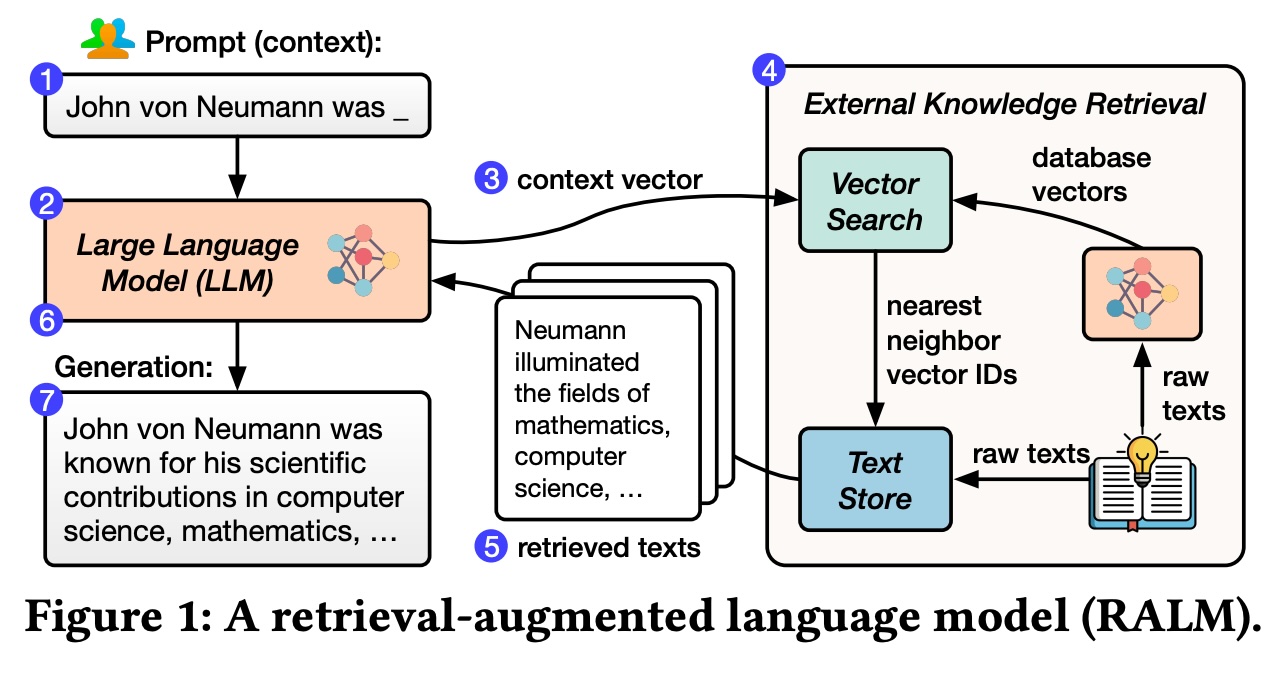 Prompt (context):
1
John von Neumann was _
2
Large Language
Model (LLM)
6
Generation:
7
John von Neumann was
known for his scientific
contributions in computer
science, mathematics, …
3 context vector
Neumann
illuminated
the fields of
mathematics,
computer
science, …
5 retrieved texts
4
External Knowledge Retrieval
Vector
Search
database
vectors
nearest
neighbor
vector IDs
raw
texts
Text
Store
raw texts
Figure 1: A retrieval-augmented language model (RALM).